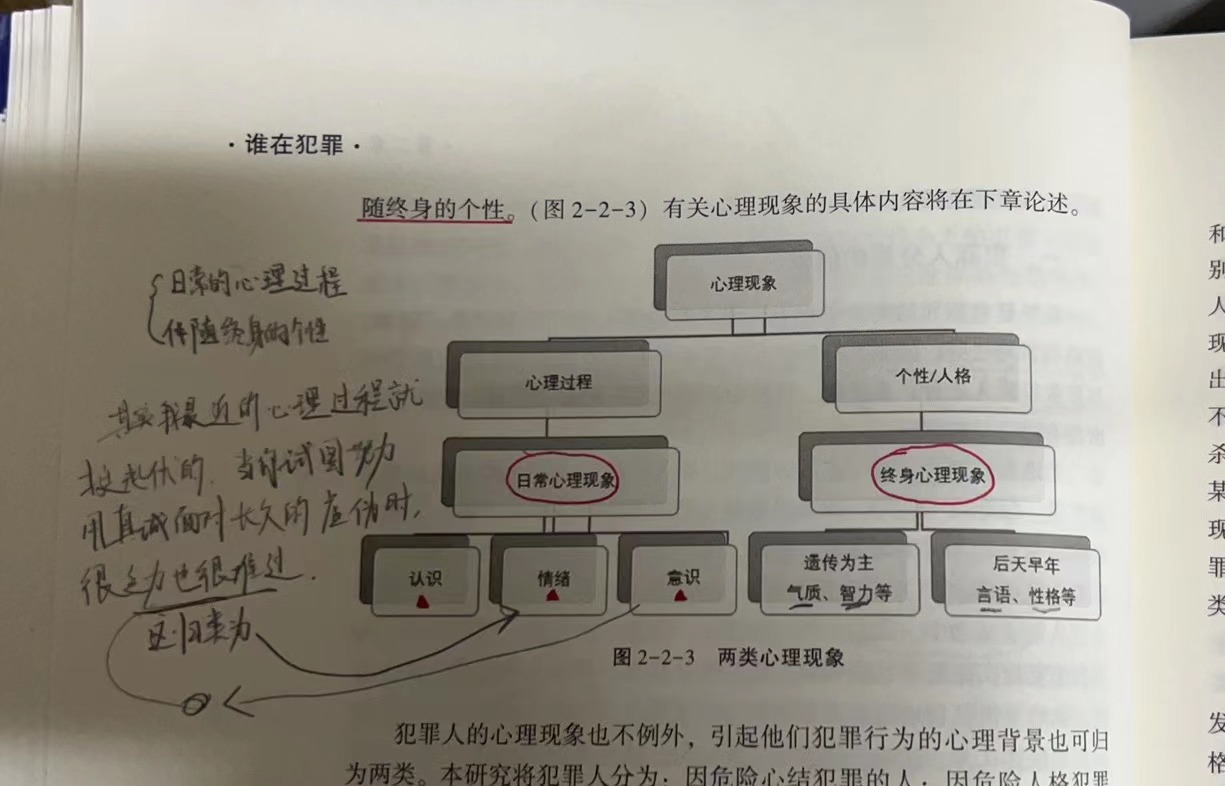 ·谁在犯罪·
随终身的个性。(图2-2-3)有关心理现象的具体内容将在下章论述。
日常的心理过程
伴随终身的个性
其实我最近的心理过程就
挺起伏的,当你试图努力
用真诚面对长久的虚伪时,
很乏力也很难过.
归类为
心理现象
心理过程
个性/人格
日常心理现象
终身心理现象
认识
情绪
意识
遗传为主
气质、智力等
后天早年
言语、性格等
图2-2-3 两类心理现象
犯罪人的心理现象也不例外,引起他们犯罪行为的心理背景也可归
为两类。本研究将犯罪人分为:因危险心结犯罪的人;因危险人格犯罪
和
别
人
现
出
不
杀
某
现
罪
类
发
格